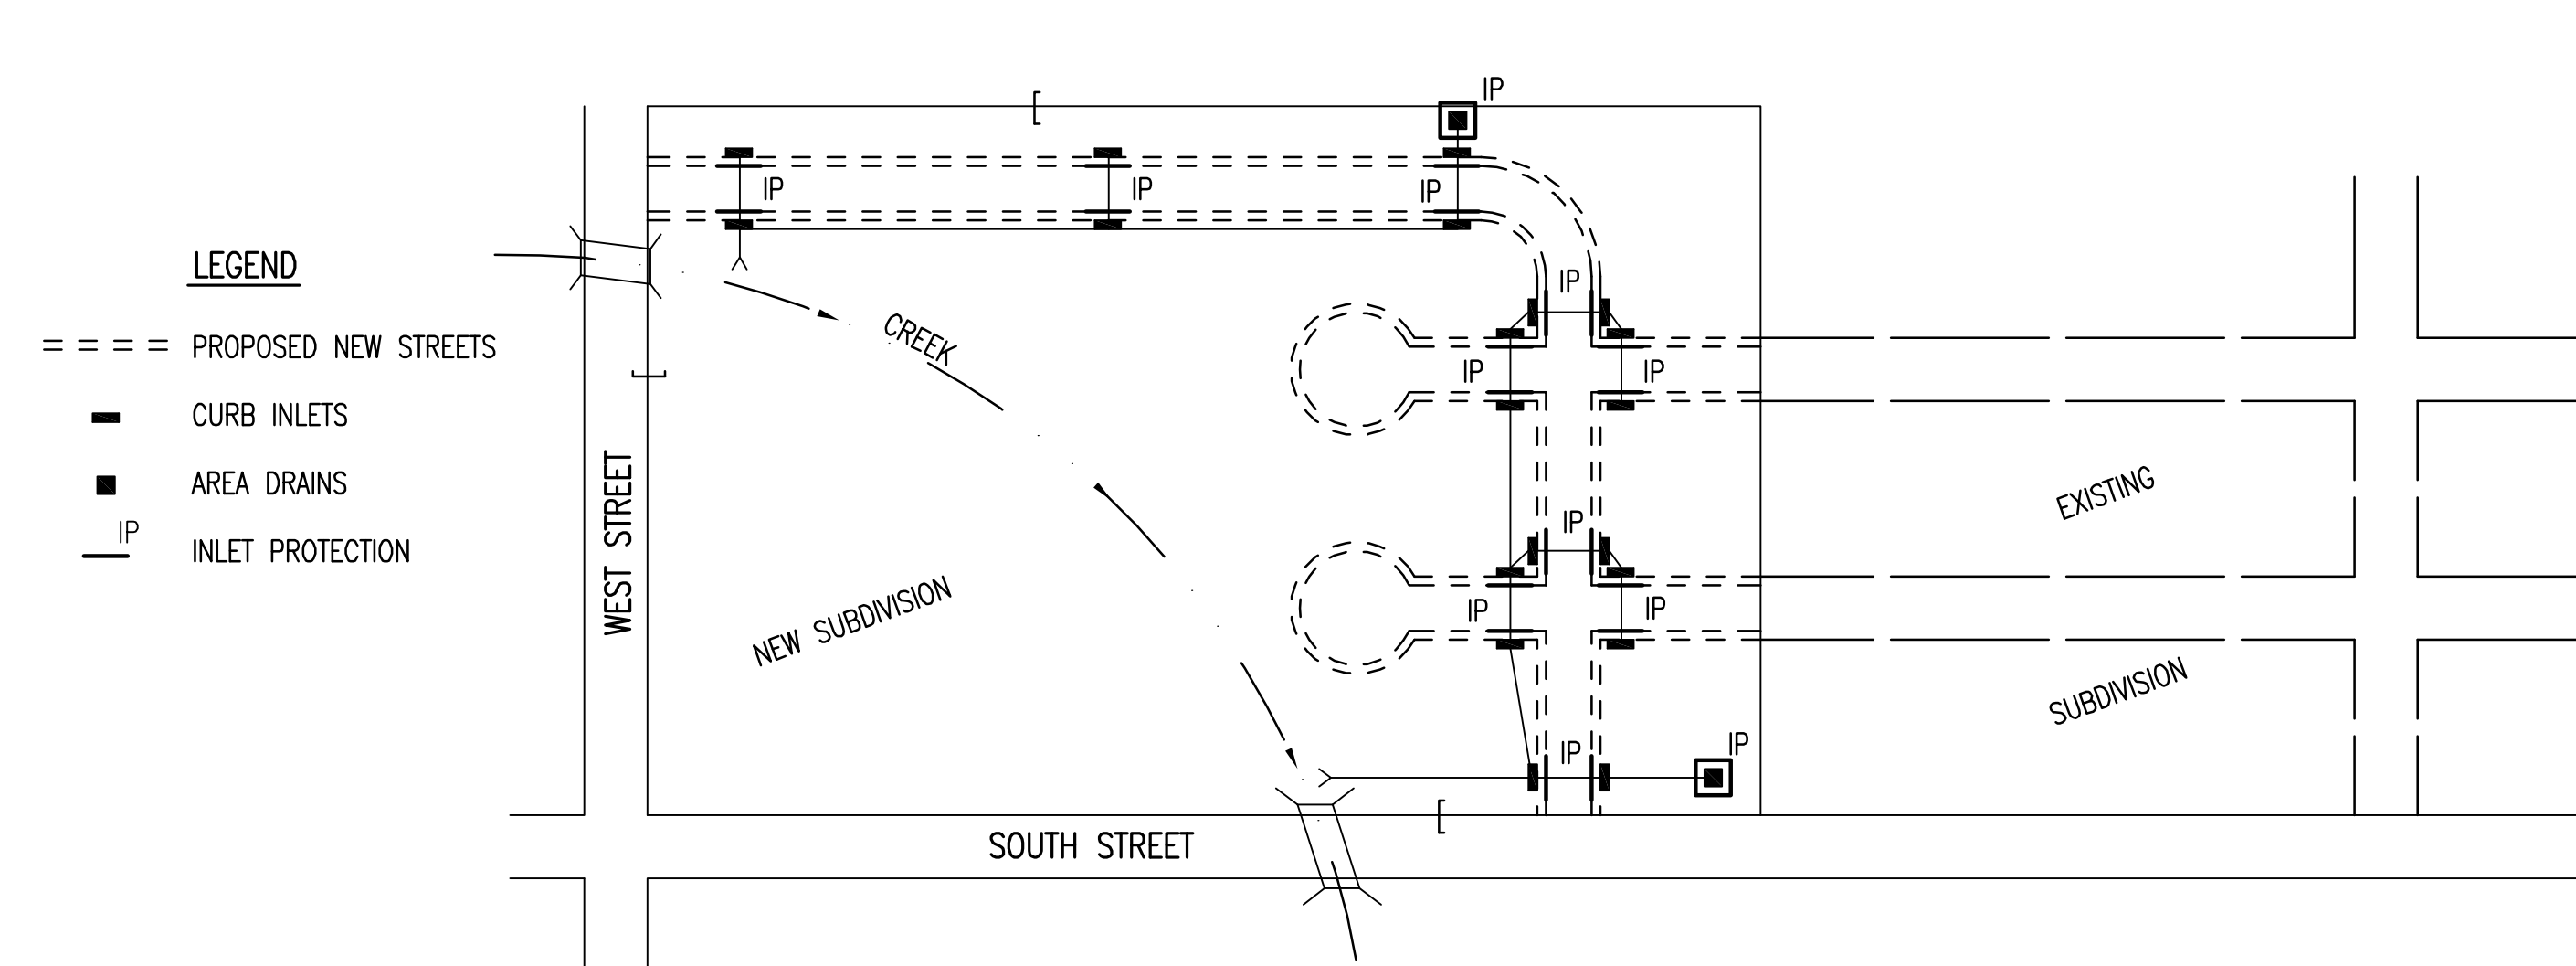 LEGEND
PROPOSED NEW STREETS
CURB INLETS
AREA DRAINS
IP
INLET PROTECTION
WEST STREET
IP
IP
IP
IP
IP
CREEK
IP
IP
NEW SUBDIVISION
IP
IP
IP
IP
IP
SOUTH STREET
EXISTING
SUBDIVISION